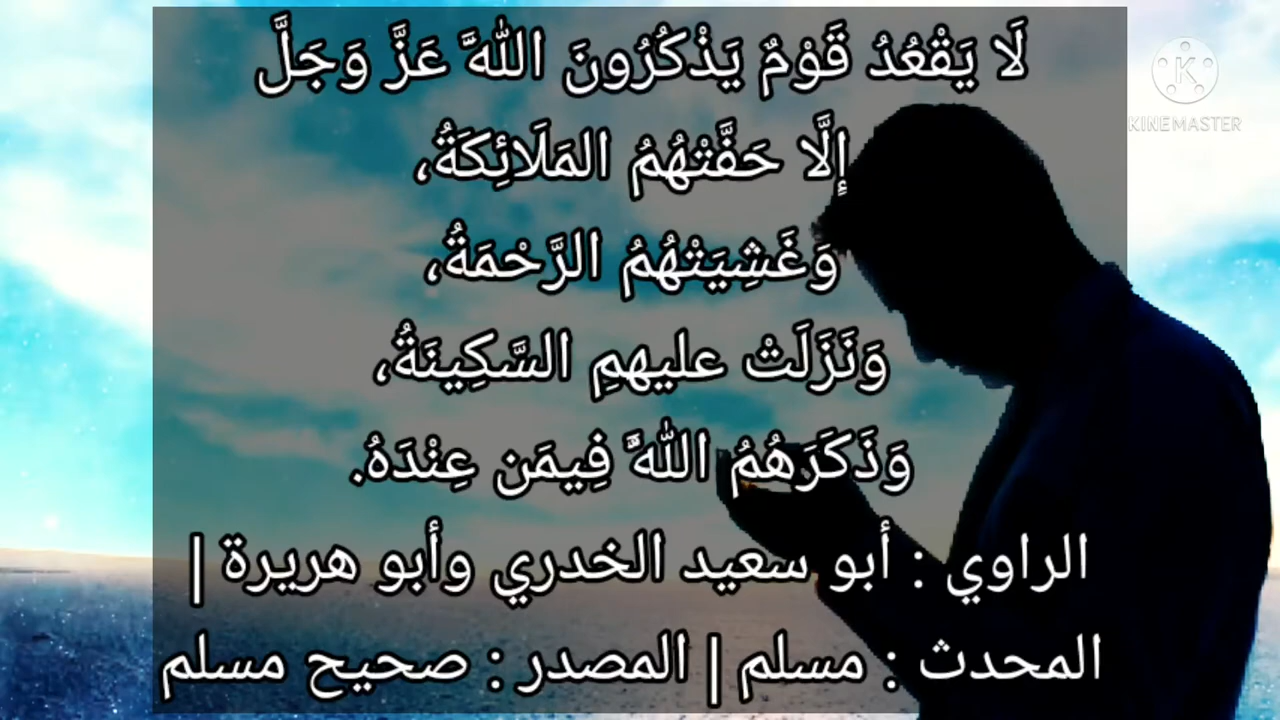 لَا يَقْعُدُ قَوْمٌ يَذْكُرُونَ اللَّهَ عَزَّ وَجَلَّ
إِلَّا حَفَّتْهُمُ المَلَائِكَةُ،
وَغَشِيَتْهُمُ الرَّحْمَةُ،
وَنَزَلَتْ عليهمِ السَّكِينَةُ،
وَذَكَرَهُمُ اللَّهُ فِيمَن عِنْدَهُ.
الراوي : أبو سعيد الخدري وأبو هريرة |
المحدث : مسلم | المصدر : صحيح مسلم
K
KINEMASTER